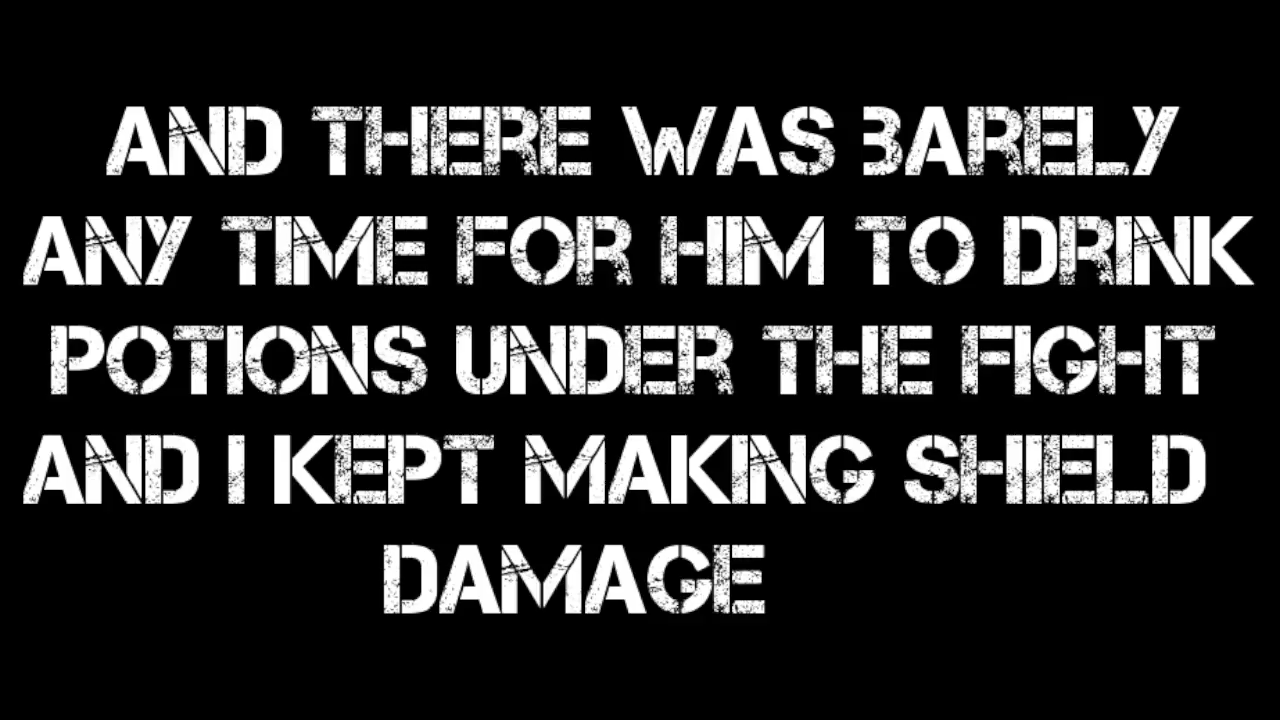 AND THERE WAS BARELY
ANY TIME FOR HIM TO DRINK
POTIONS UNDER THE FIGHT
AND I KEPT MAKING SHIELD
DAMAGE